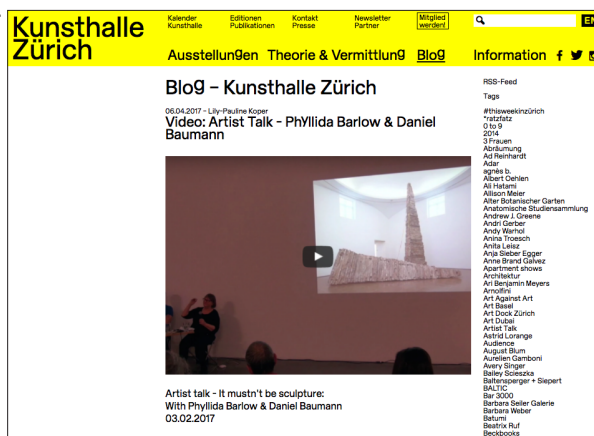 Kunsthalle
Zürich
Kalender
Kunsthalle
Editionen
Publikationen
Kontakt
Presse
Newsletter
Partner
Mitglied
werden!
EN
Ausstellungen Theorie & Vermittlung Blog Information
Blog – Kunsthalle Zürich
06.04.2017 – Lily-Pauline Koper
Video: Artist Talk - Phyllida Barlow & Daniel
Baumann
Artist talk - It mustn't be sculpture:
With Phyllida Barlow & Daniel Baumann
03.02.2017
RSS-Feed
Tags
#thisweekinzürich
*ratzfatz
0 to 9
2014
3 Frauen
Abräumung
Ad Reinhardt
Adar
agnès b.
Albert Oehlen
Ali Hatami
Allison Meier
Alter Botanischer Garten
Anatomische Studiensammlung
Andrew J. Greene
Andri Gerber
Andy Warhol
Anina Troesch
Anita Leisz
Anja Sieber Egger
Anne Brand Galvez
Apartment shows
Architektur
Ari Benjamin Meyers
Arnolfini
Art Against Art
Art Basel
Art Dock Zürich
Art Dubai
Artist Talk
Astrid Lorange
Audience
August Blum
Aurelien Gamboni
Avery Singer
Bailey Scieszka
Baltensperger + Siepert
BALTIC
Bar 3000
Barbara Seiler Galerie
Barbara Weber
Batumi
Beatrix Ruf
Beckbooks